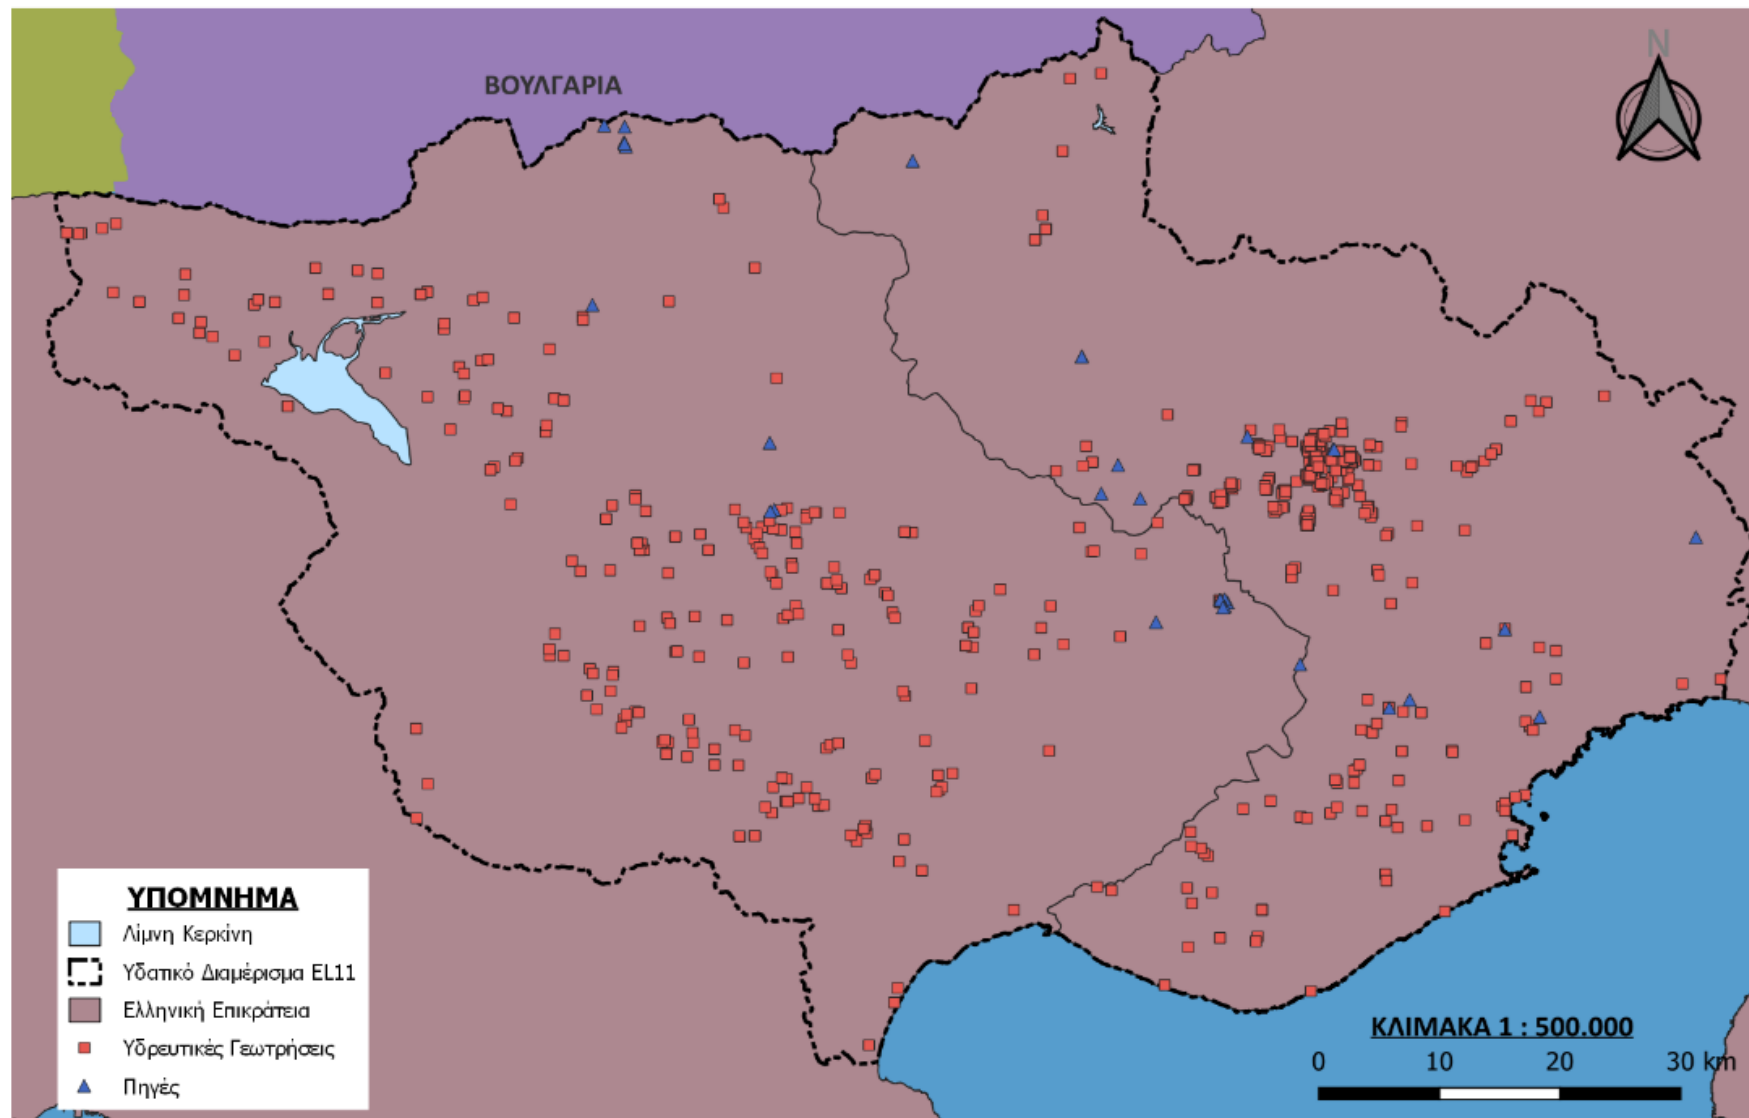 ΒΟΥΛΓΑΡΙΑ
N
ΥΠΟΜΝΗΜΑ
Λίμνη Κερκίνη
Υδατικό Διαμέρισμα EL11
Ελληνική Επικράτεια
Υδρευτικές Γεωτρήσεις
Πηγές
ΚΛΙΜΑΚΑ 1 : 500.000
0 10 20 30 km